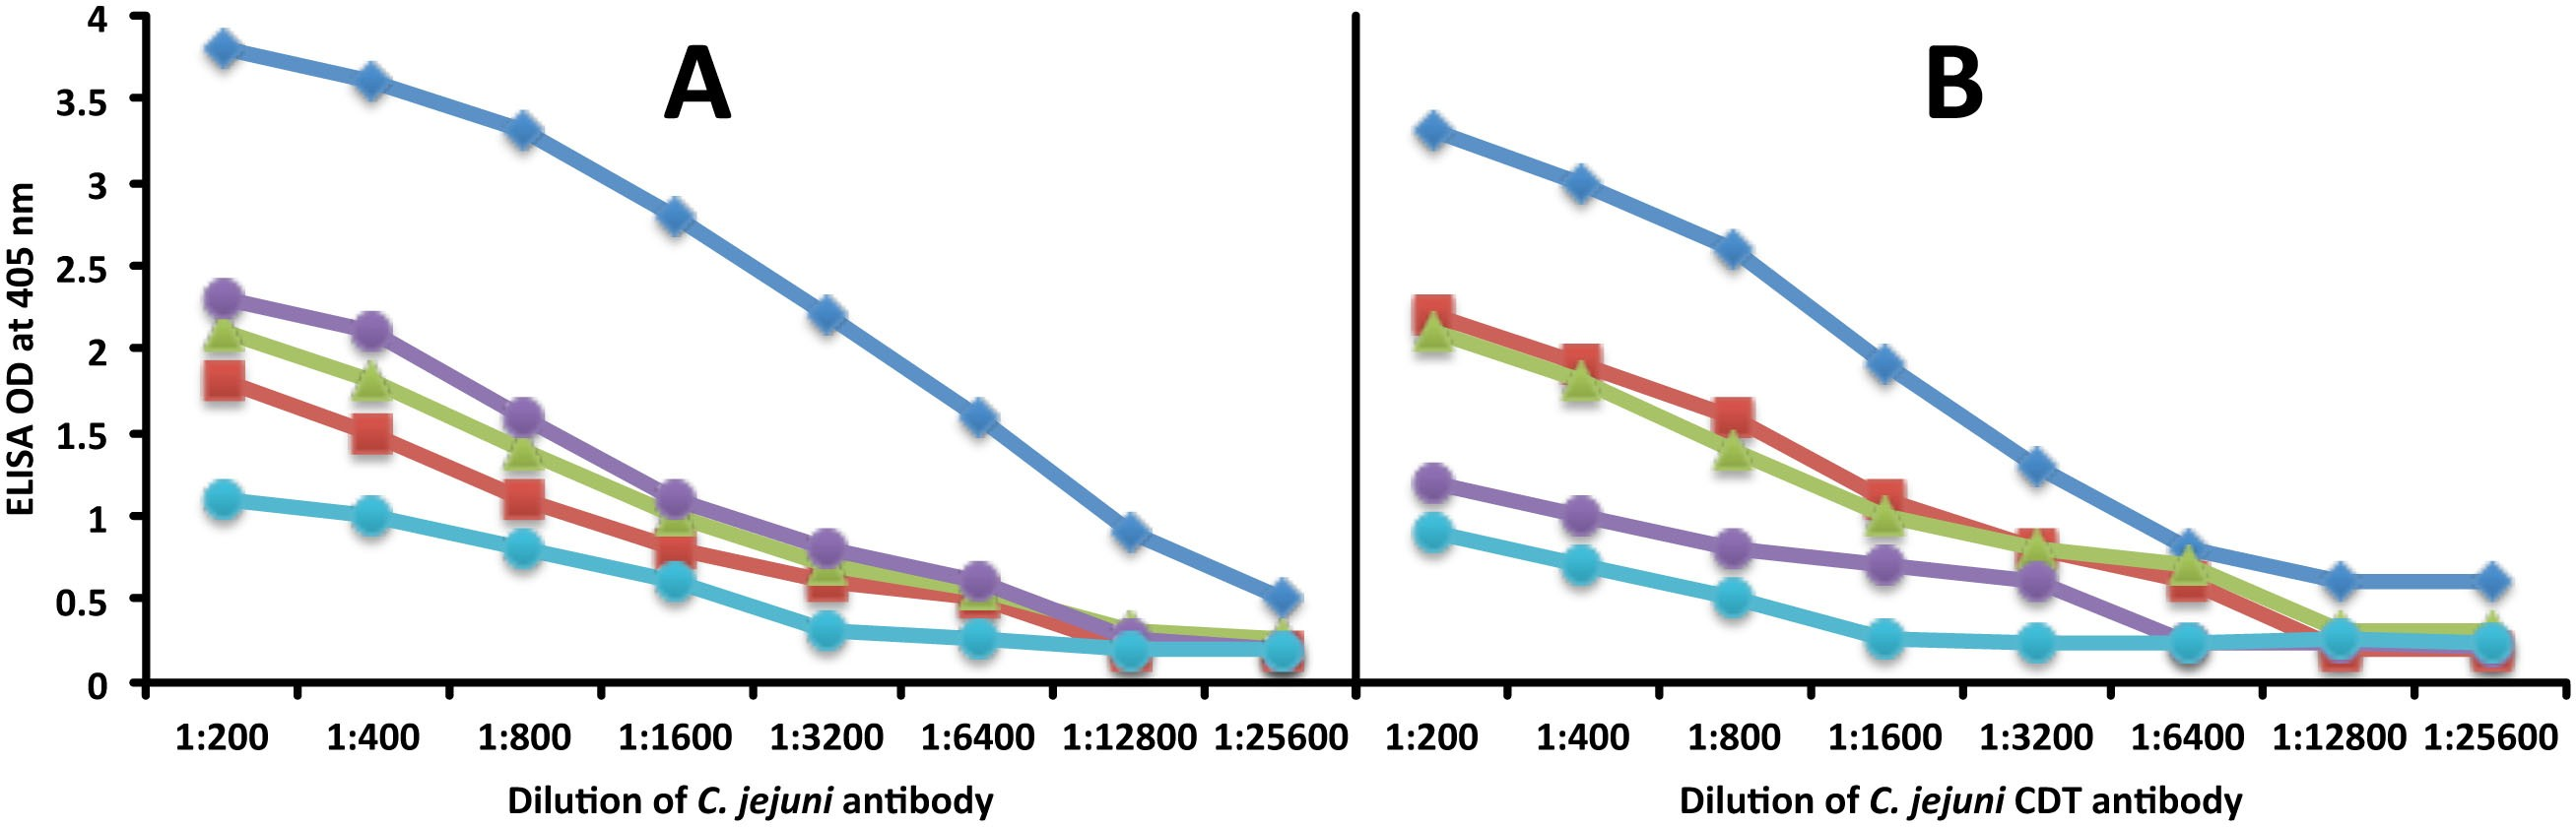 A
B
ELISA OD at 405 nm
4
3.5
3
2.5
2
1.5
1
0.5
0
1:200 1:400 1:800 1:1600 1:3200 1:6400 1:12800 1:25600
1:200 1:400 1:800 1:1600 1:3200 1:6400 1:12800 1:25600
Dilution of C. jejuni antibody
Dilution of C. jejuni CDT antibody